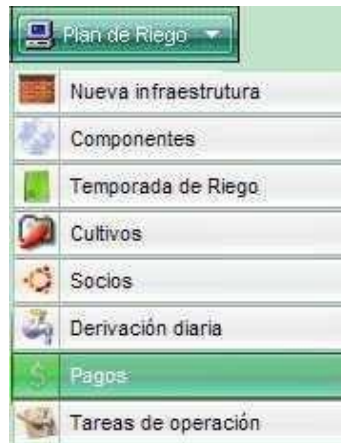 Plan de Riego
Nueva infraestrutura
Componentes
Temporada de Riego
Cultivos
Socios
Derivación diaria
Pagos
Tareas de operación